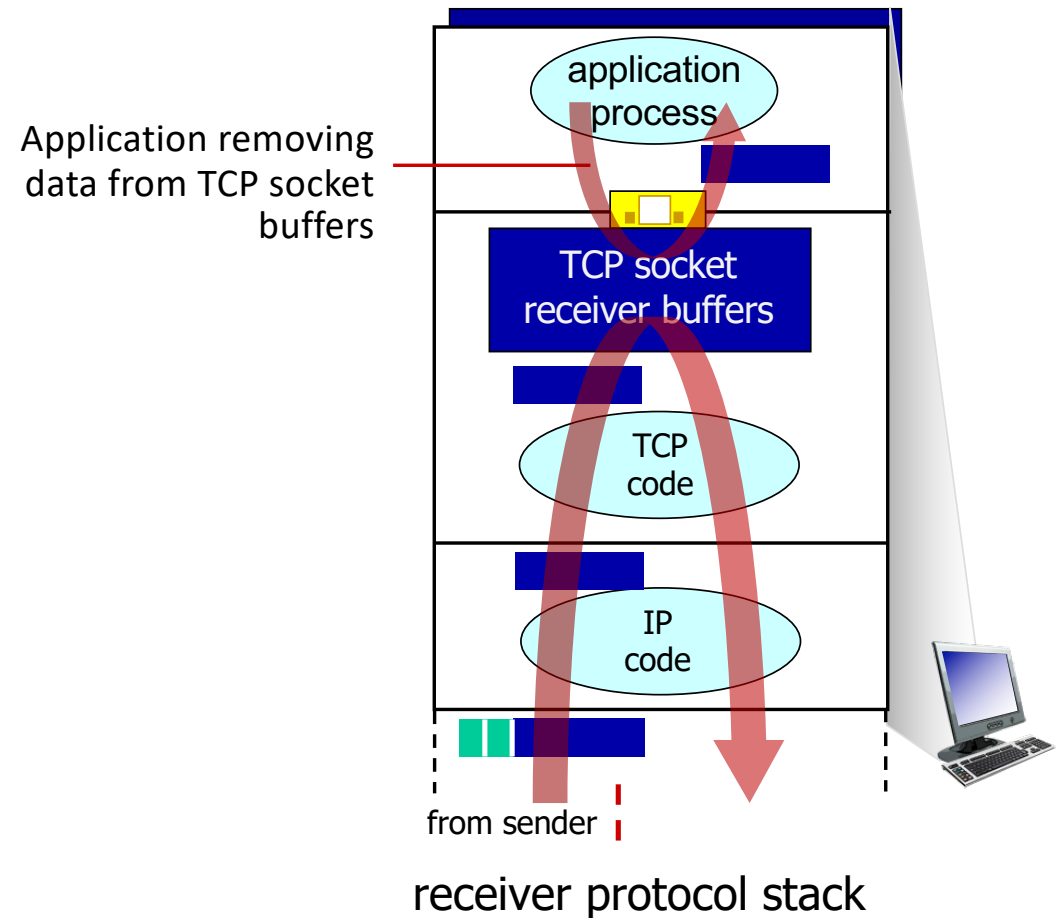 application
process
Application removing
data from TCP socket
buffers
TCP socket
receiver buffers
TCP
code
IP
code
from sender
receiver protocol stack